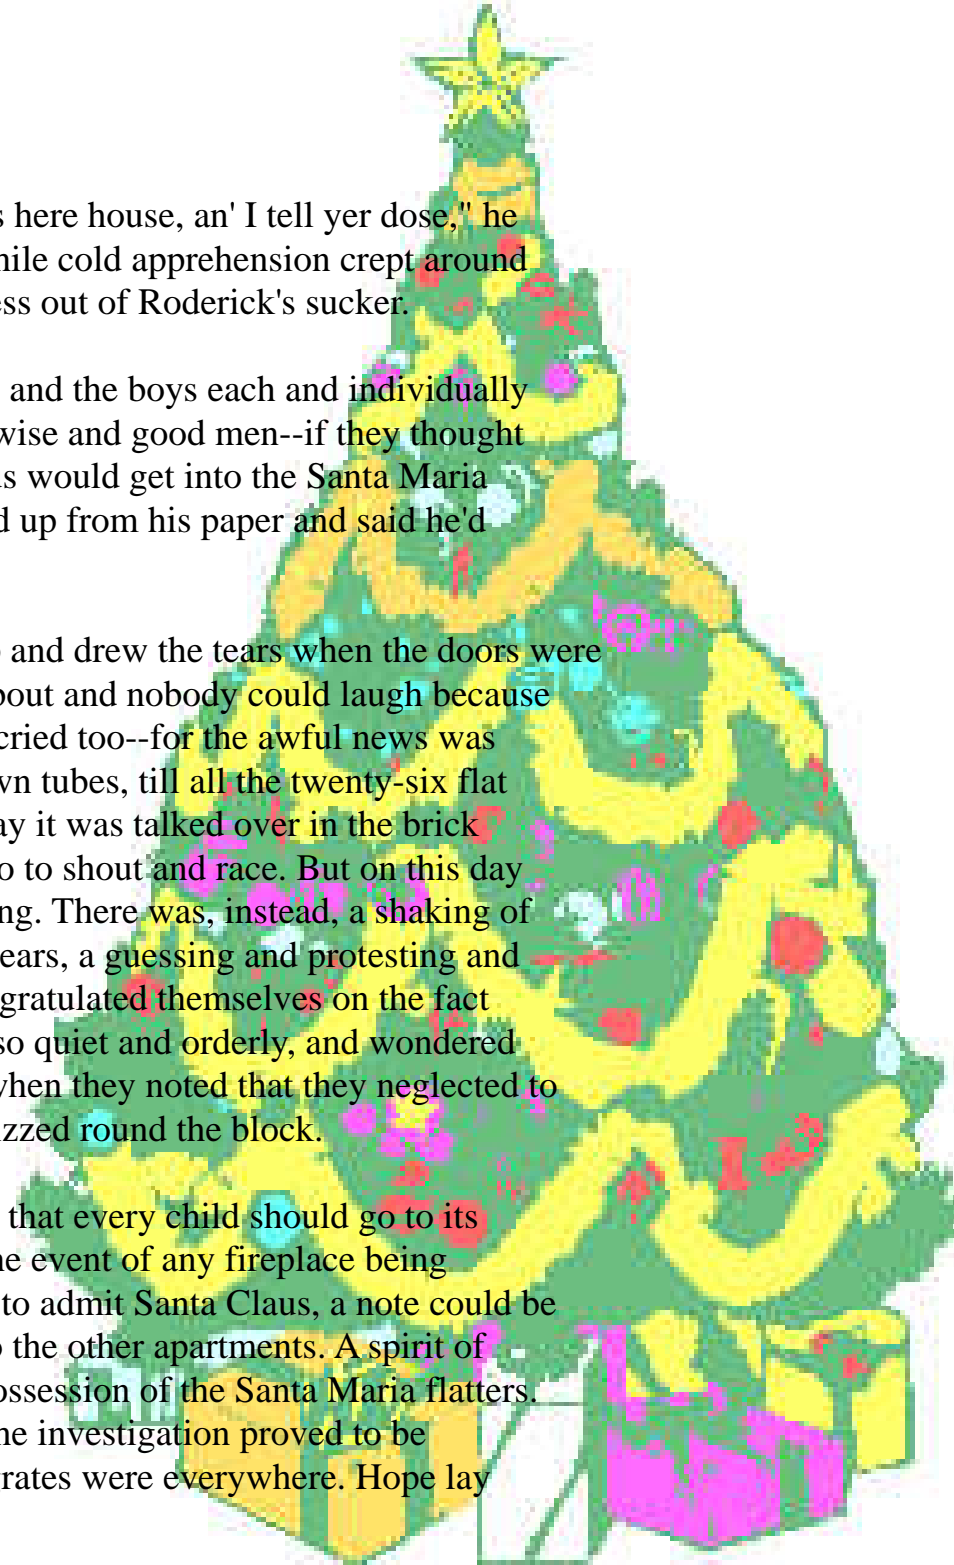 s here house, an' I tell yer dose," he
hile cold apprehension crept around
ess out of Roderick's sucker.
and the boys each and individually
wise and good men--if they thought
us would get into the Santa Maria
d up from his paper and said he'd
and drew the tears when the doors were
bout and nobody could laugh because
cried too--for the awful news was
wn tubes, till all the twenty-six flat
ay it was talked over in the brick
o to shout and race. But on this day
ng. There was, instead, a shaking of
ears, a guessing and protesting and
gratulated themselves on the fact
so quiet and orderly, and wondered
when they noted that they neglected to
izzed round the block.
that every child should go to its
he event of any fireplace being
to admit Santa Claus, a note could be
o the other apartments. A spirit of
ossession of the Santa Maria flatters.
he investigation proved to be
grates were everywhere. Hope lay